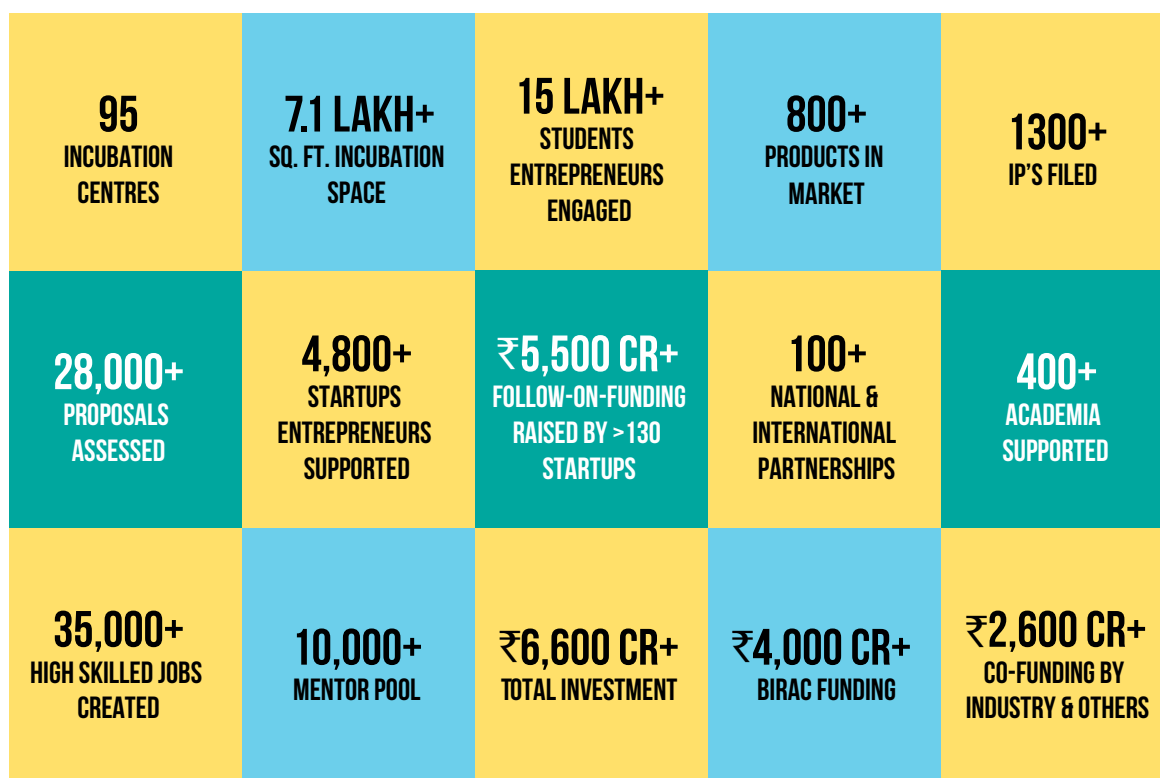 95
INCUBATION
CENTRES
7.1 LAKH+
SQ. FT. INCUBATION
SPACE
15 LAKH+
STUDENTS
ENTREPRENEURS
ENGAGED
800+
PRODUCTS IN
MARKET
1300+
IP'S FILED
28,000+
PROPOSALS
ASSESSED
4,800+
STARTUPS
ENTREPRENEURS
SUPPORTED
₹5,500 CR+
FOLLOW-ON-FUNDING
RAISED BY >130
STARTUPS
100+
NATIONAL &
INTERNATIONAL
PARTNERSHIPS
400+
ACADEMIA
SUPPORTED
35,000+
HIGH SKILLED JOBS
CREATED
10,000+
MENTOR POOL
₹6,600 CR+
TOTAL INVESTMENT
₹4,000 CR+
BIRAC FUNDING
₹2,600 CR+
CO-FUNDING BY
INDUSTRY & OTHERS